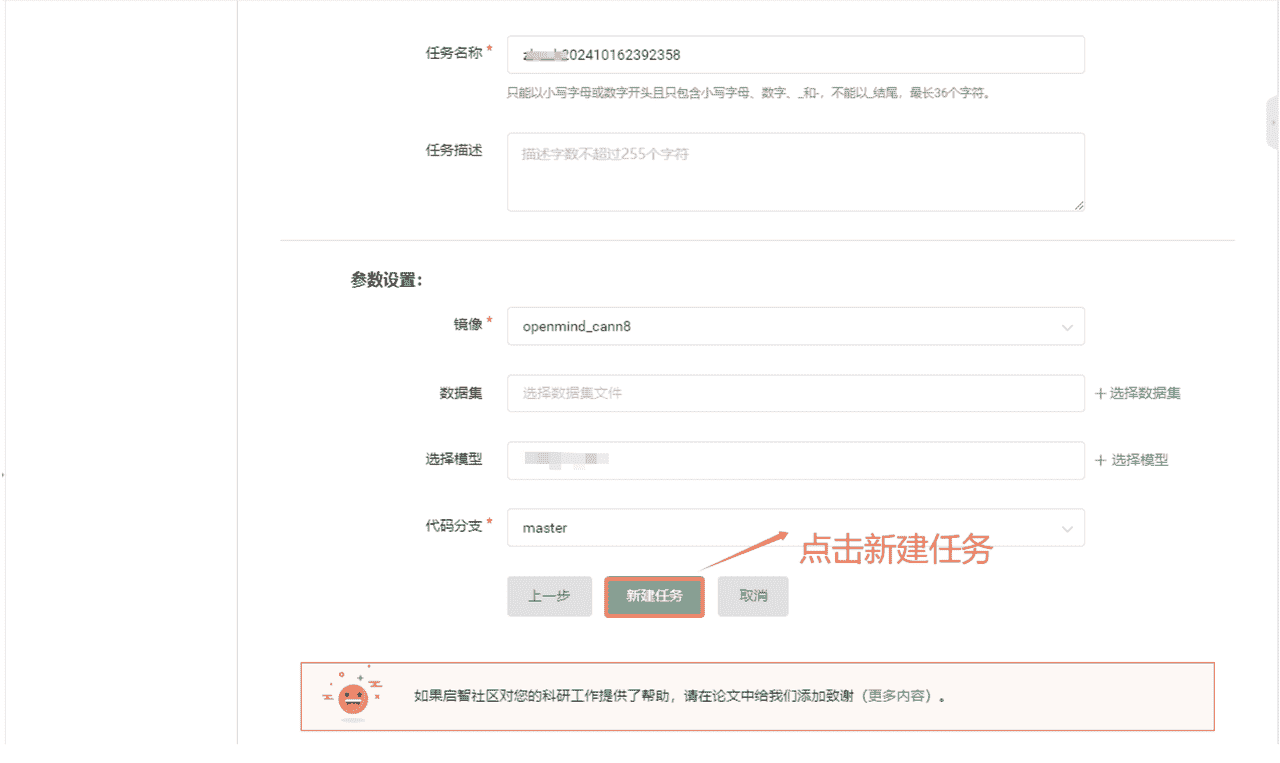 任务名称*
202410162392358
只能以小写字母或数字开头且只包含小写字母、数字、_和-，不能以_结尾，最长36个字符。
任务描述
描述字数不超过255个字符
参数设置：
镜像*
openmind_cann8
数据集
选择数据集文件
+选择数据集
选择模型
+ 选择模型
代码分支*
master
点击新建任务
上一步
新建任务
取消
如果启智社区对您的科研工作提供了帮助，请在论文中给我们添加致谢（更多内容）。